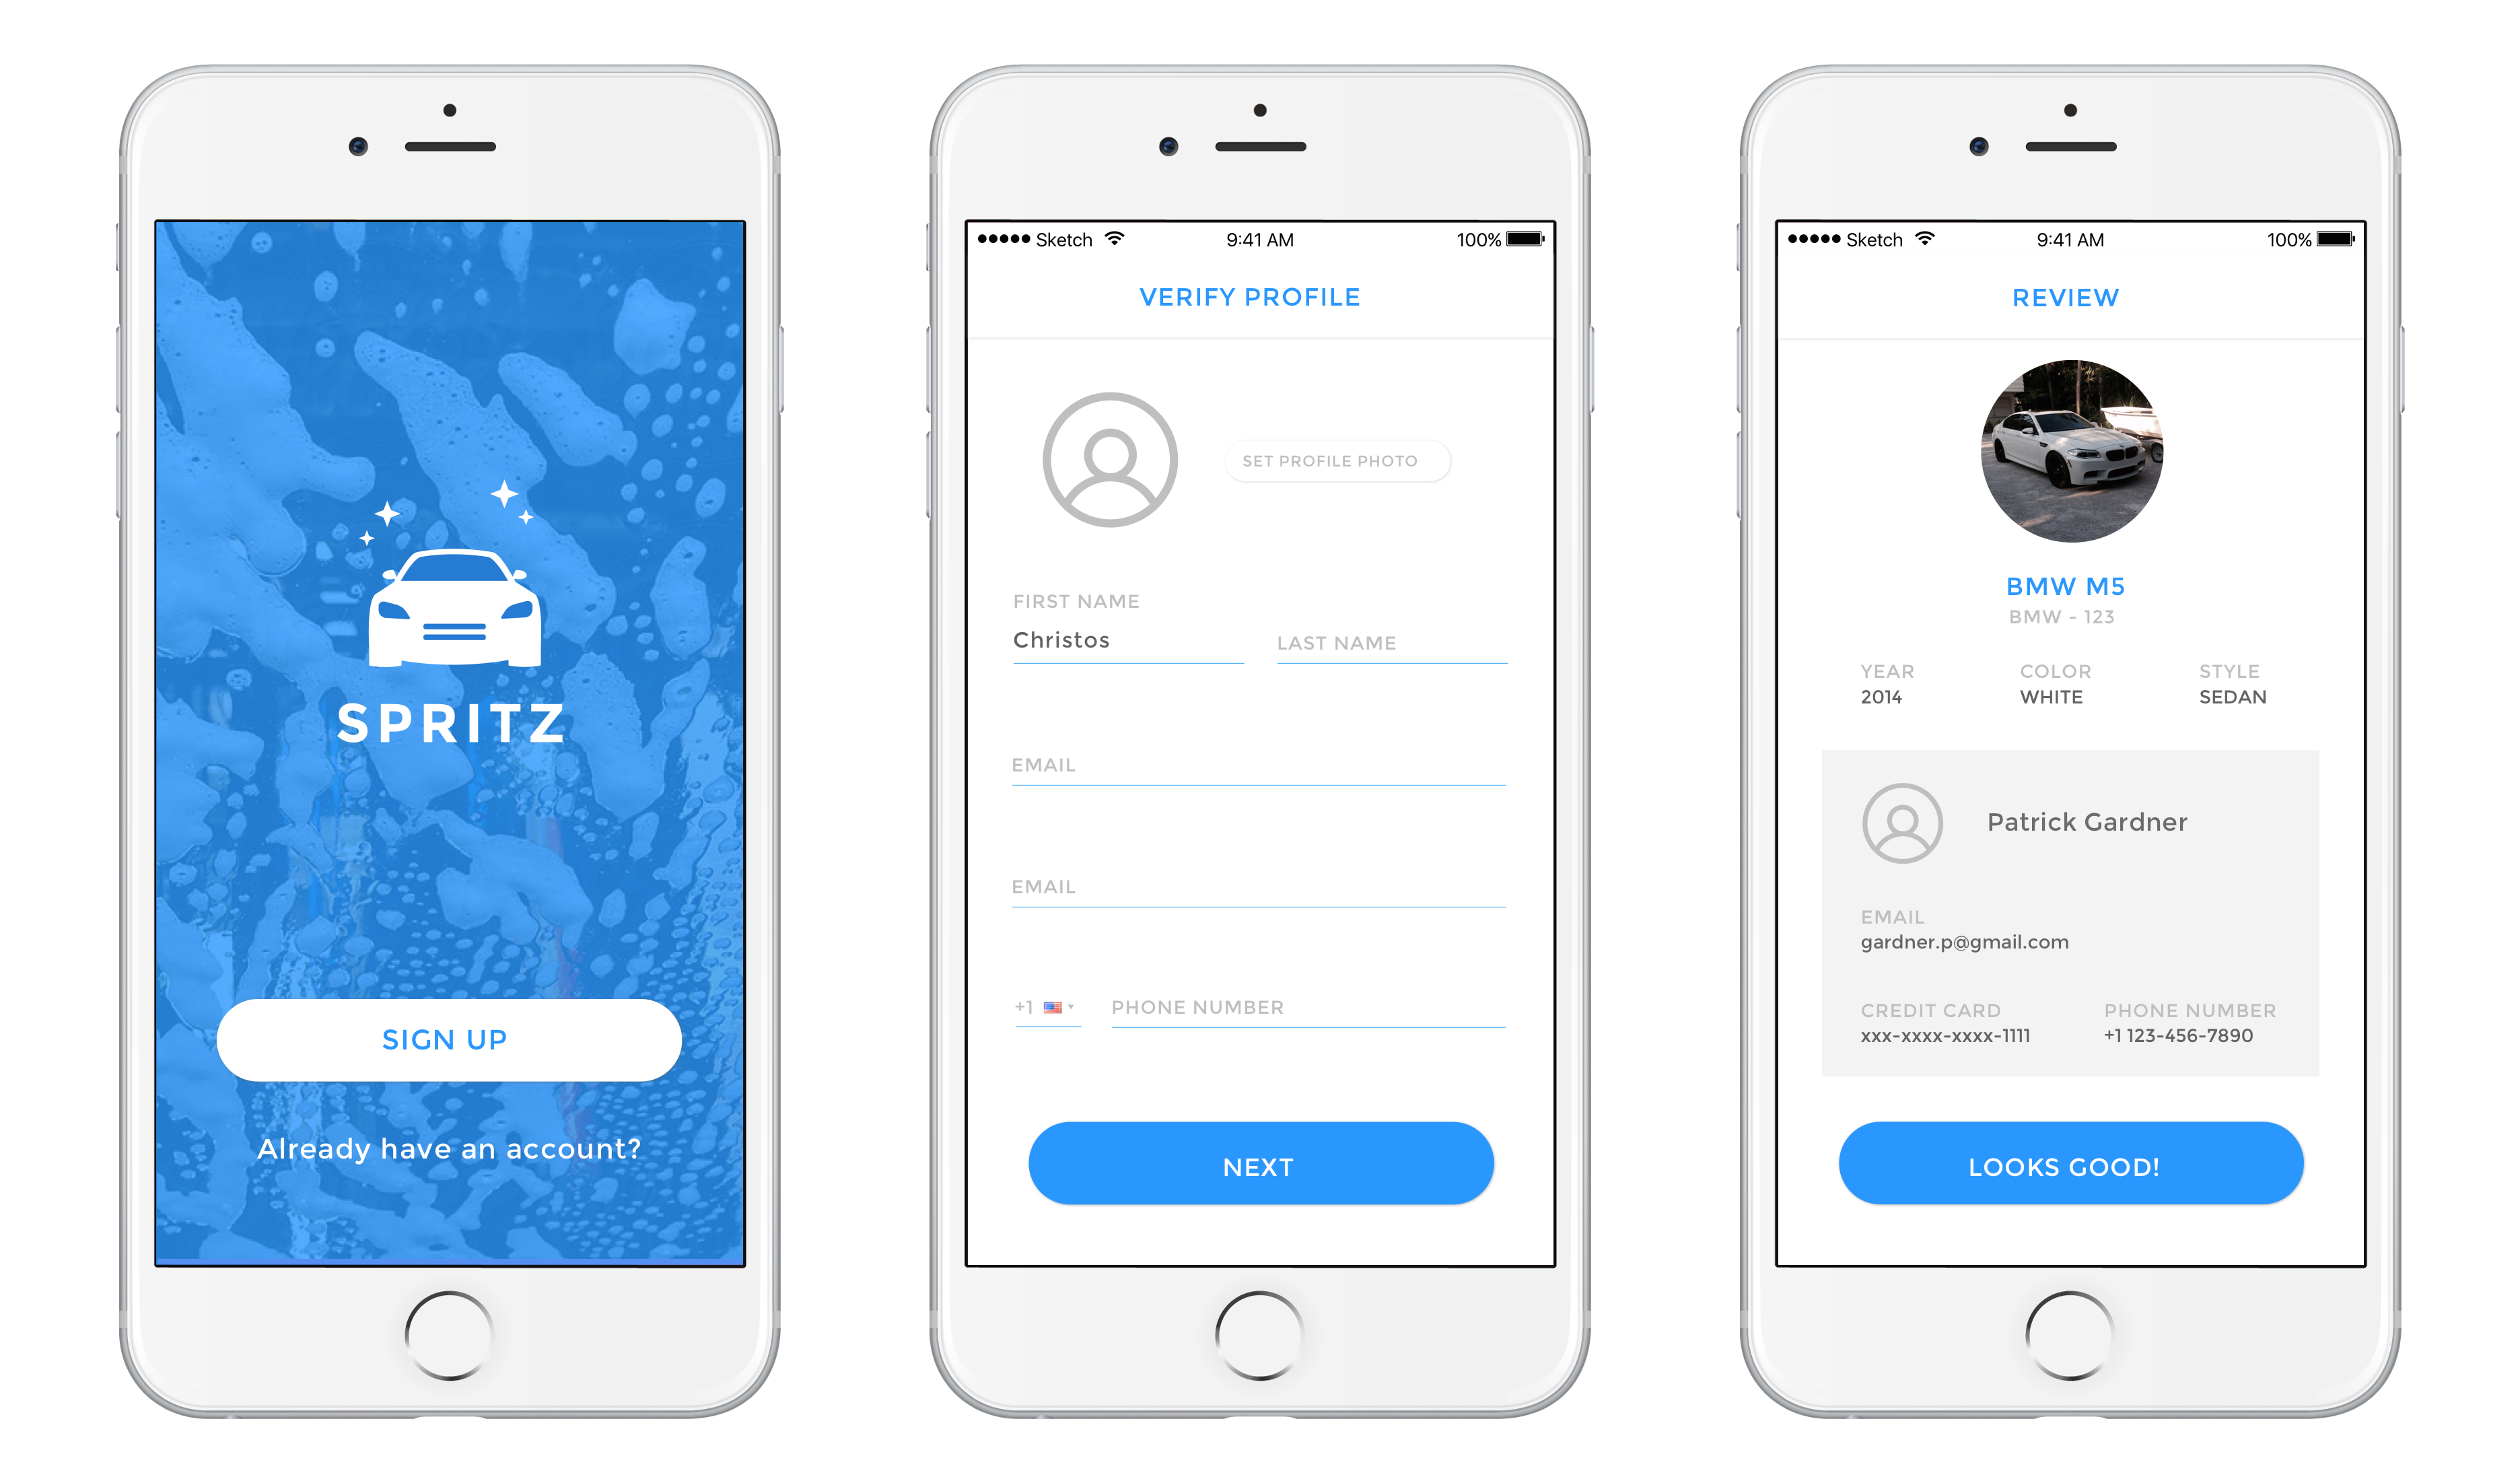 SPRITZ
SIGN UP
Already have an account?
Sketch 9:41 AM 100%
VERIFY PROFILE
SET PROFILE PHOTO
FIRST NAME
Christos LAST NAME
EMAIL
EMAIL
+1 PHONE NUMBER
NEXT
Sketch 9:41 AM 100%
REVIEW
BMW M5
BMW - 123
YEAR COLOR STYLE
2014 WHITE SEDAN
Patrick Gardner
EMAIL
gardner.p@gmail.com
CREDIT CARD PHONE NUMBER
xxx-xxxx-xxxx-1111 +1 123-456-7890
LOOKS GOOD!